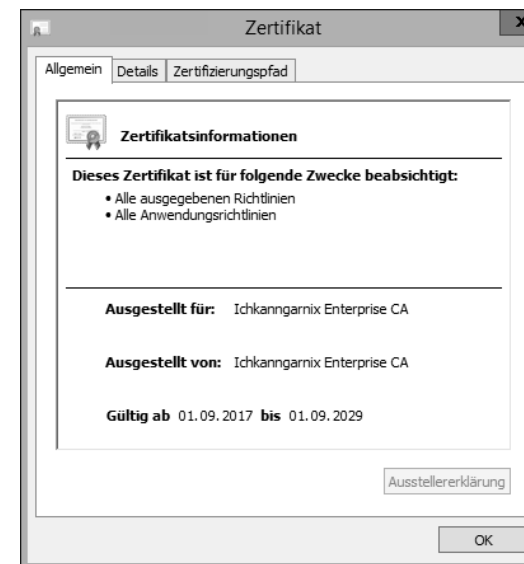 Zertifikat
x
Allgemein Details Zertifizierungspfad
Zertifikatsinformationen
Dieses Zertifikat ist für folgende Zwecke beabsichtigt:
• Alle ausgegebenen Richtlinien
• Alle Anwendungsrichtlinien
Ausgestellt für: Ichkanngarnix Enterprise CA
Ausgestellt von: Ichkanngarnix Enterprise CA
Gültig ab 01.09.2017 bis 01.09.2029
Ausstellererklärung
OK